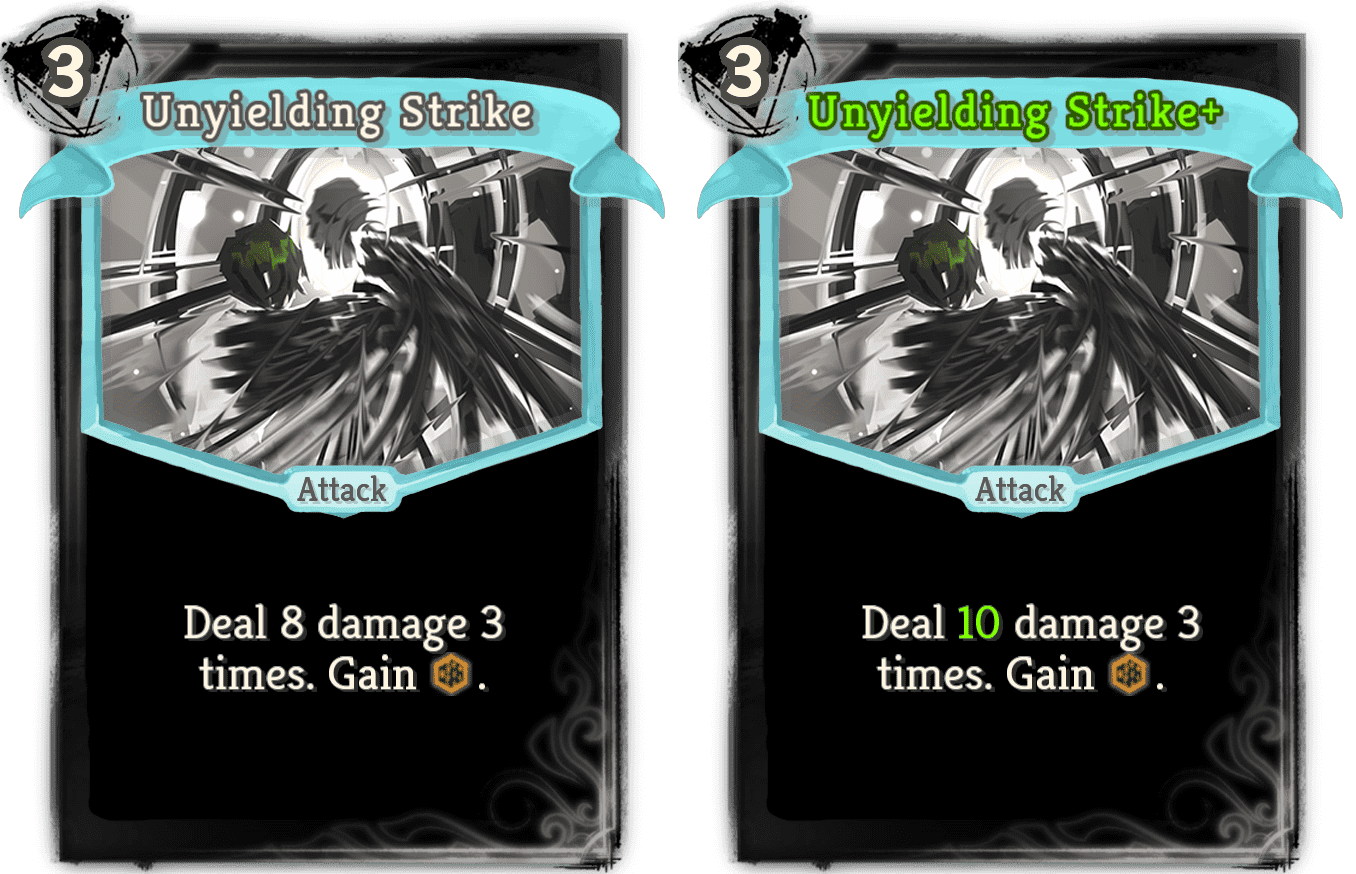 3
Unyielding Strike
Attack
Deal 8 damage 3
times. Gain .
3
Unyielding Strike+
Attack
Deal 10 damage 3
times. Gain .